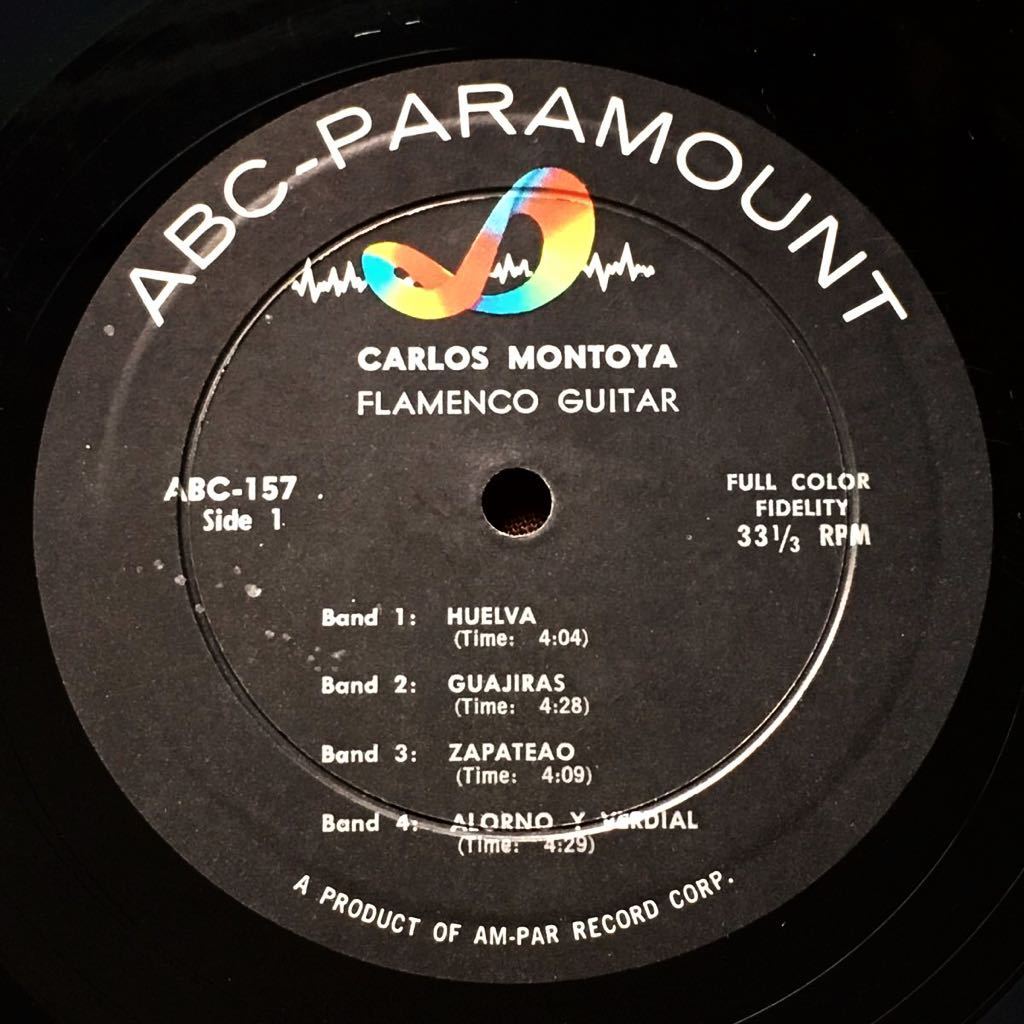 ABC-PARAMOUNT
CARLOS MONTOYA
FLAMENCO GUITAR
ABC-157
Side 1
FULL COLOR
FIDELITY
33 1/3 RPM
Band 1: HUELVA
(Time: 4:04)
Band 2: GUAJIRAS
(Time: 4:28)
Band 3: ZAPATEAO
(Time: 4:09)
Band 4: ALORNO Y VERDIAL
(Time: 4:29)
A PRODUCT OF AM-PAR RECORD CORP.